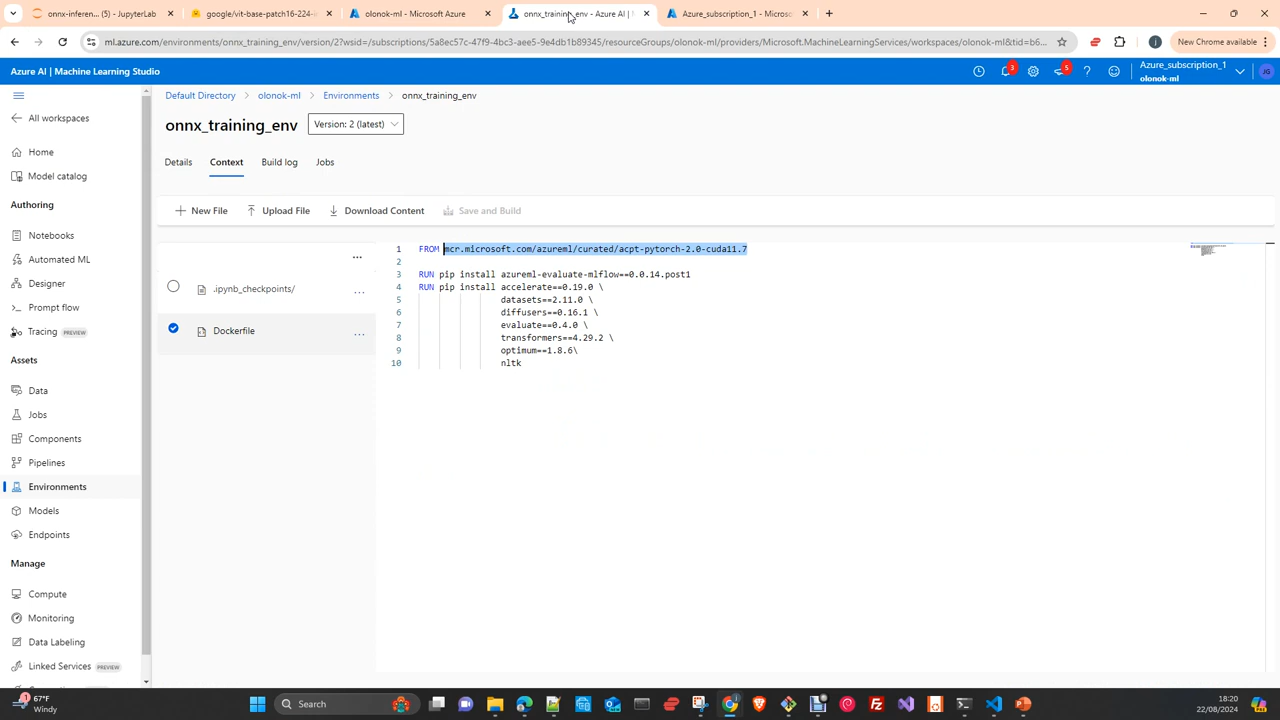 onnx-inferen... (5) - JupyterLab
google/vit-base-patch16-224-i
olonok-ml - Microsoft Azure
onnx_training_env - Azure AI |
Azure_subscription_1 - Microso
ml.azure.com/environments/onnx_training_env/version/2?wsid=/subscriptions/5a8ec57c-47f9-4bc3-aee5-9e4db1b89345/resourceGroups/olonok-ml/providers/Microsoft.MachineLearningServices/workspaces/olonok-ml&tid=b6...
New Chrome available
Azure AI | Machine Learning Studio
3
5
Azure_subscription_1
olonok-ml
JG
All workspaces
Home
Model catalog
Authoring
Notebooks
Automated ML
Designer
Prompt flow
Tracing PREVIEW
Assets
Data
Jobs
Components
Pipelines
Environments
Models
Endpoints
Manage
Compute
Monitoring
Data Labeling
Linked Services PREVIEW
Default Directory > olonok-ml > Environments > onnx_training_env
onnx_training_env
Version: 2 (latest)
Details Context Build log Jobs
New File Upload File Download Content Save and Build
...
.ipynb_checkpoints/ ...
Dockerfile ...
1 FROM mcr.microsoft.com/azureml/curated/acpt-pytorch-2.0-cuda11.7
2
3 RUN pip install azureml-evaluate-mlflow==0.0.14.post1
4 RUN pip install accelerate==0.19.0 \
5 datasets==2.11.0 \
6 diffusers==0.16.1 \
7 evaluate==0.4.0 \
8 transformers==4.29.2 \
9 optimum==1.8.6\
10 nltk
1
67°F
Windy
Search
18:20
22/08/2024